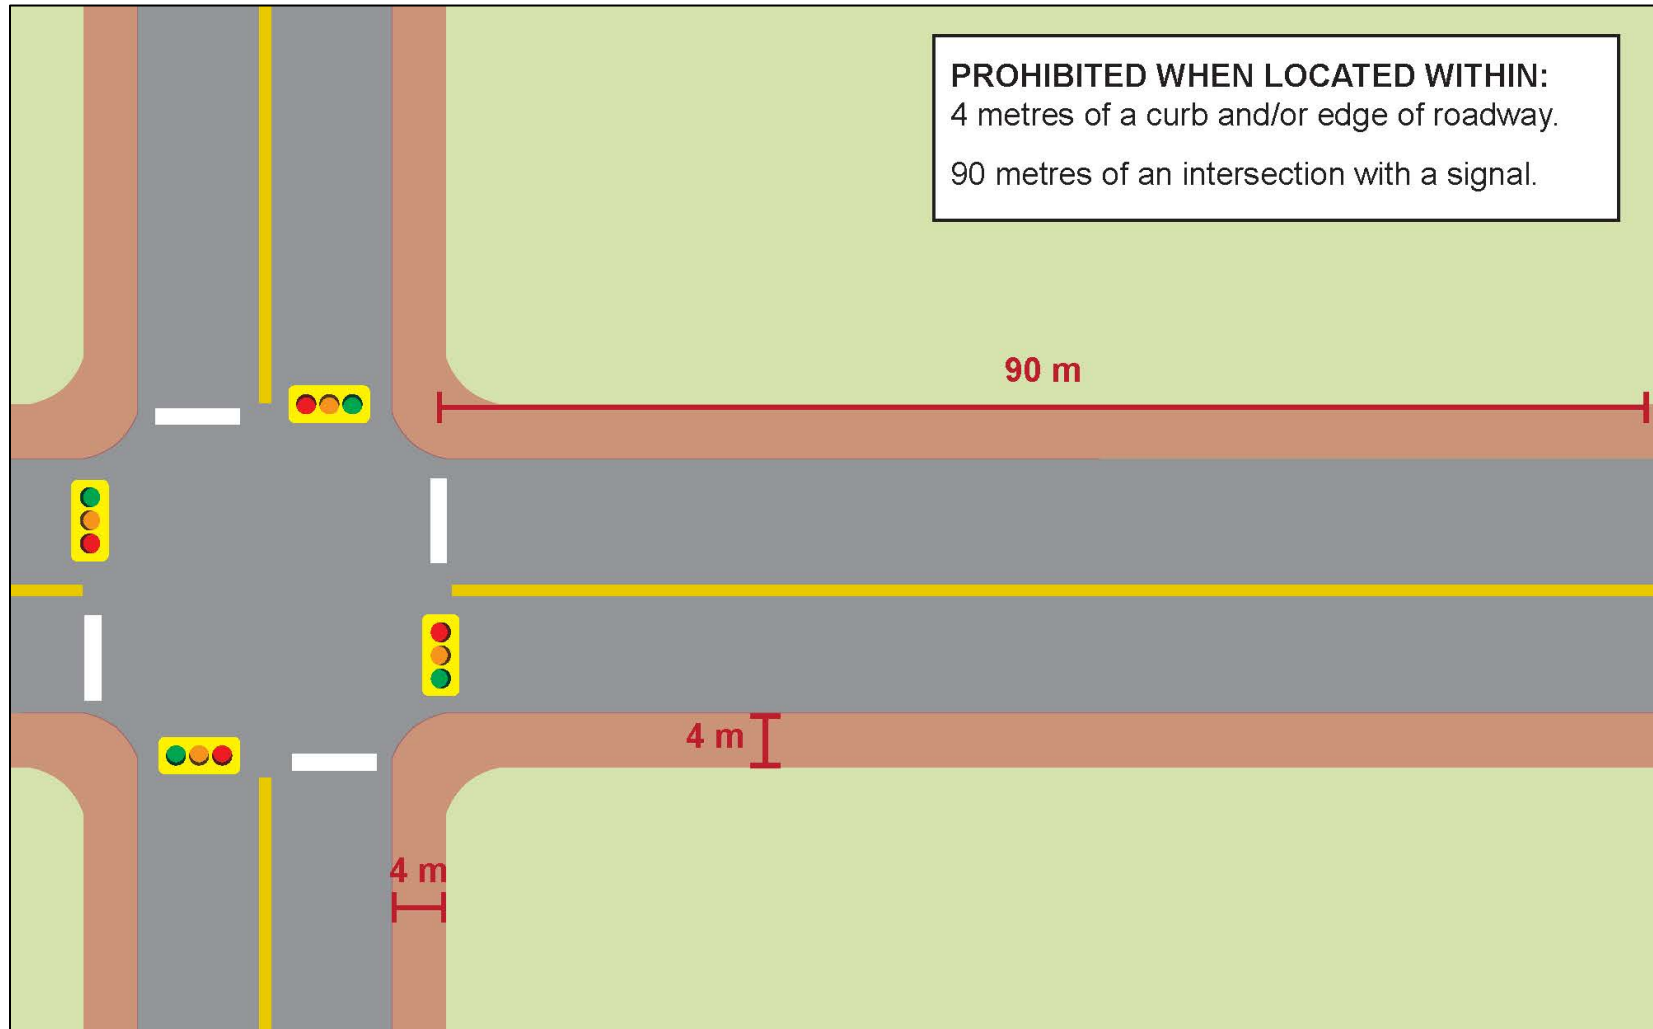 PROHIBITED WHEN LOCATED WITHIN:
4 metres of a curb and/or edge of roadway.
90 metres of an intersection with a signal.
90 m
4 m
4 m